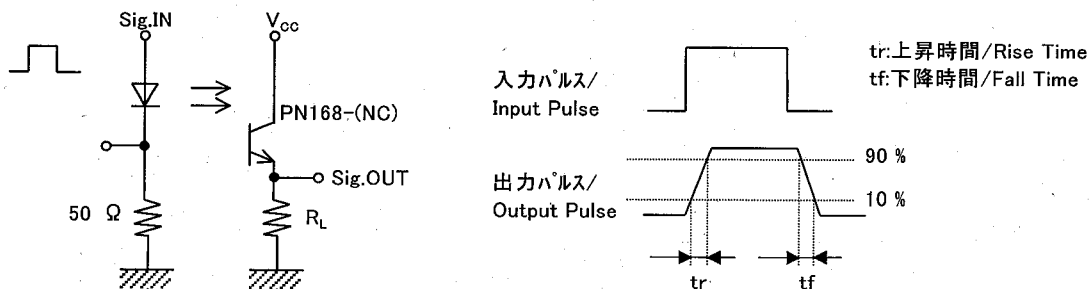 Sig.IN
Vcc
PN168-(NC)
Sig.OUT
50 Ω
RL
入力パルス/
Input Pulse
出力パルス/
Output Pulse
90 %
10 %
tr
tf
tr:上昇時間/Rise Time
tf:下降時間/Fall Time